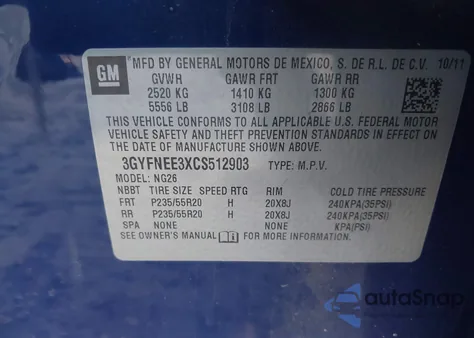 GM
MFD BY GENERAL MOTORS DE MEXICO, S. DE R.L. DE C.V. 10/11
GVWR GAWR FRT GAWR RR
2520 KG 1410 KG 1300 KG
5556 LB 3108 LB 2866 LB
THIS VEHICLE CONFORMS TO ALL APPLICABLE U.S. FEDERAL MOTOR
VEHICLE SAFETY AND THEFT PREVENTION STANDARDS IN EFFECT ON
THE DATE OF MANUFACTURE SHOWN ABOVE.
3GYFNEE3XCS512903 TYPE: M.P.V.
MODEL: NG26
NBBT TIRE SIZE SPEED RTG RIM COLD TIRE PRESSURE
FRT P235/55R20 H 20X8J 240KPA(35PSI)
RR P235/55R20 H 20X8J 240KPA(35PSI)
SPA NONE NONE KPA(PSI)
SEE OWNER'S MANUAL FOR MORE INFORMATION.
autoSnap